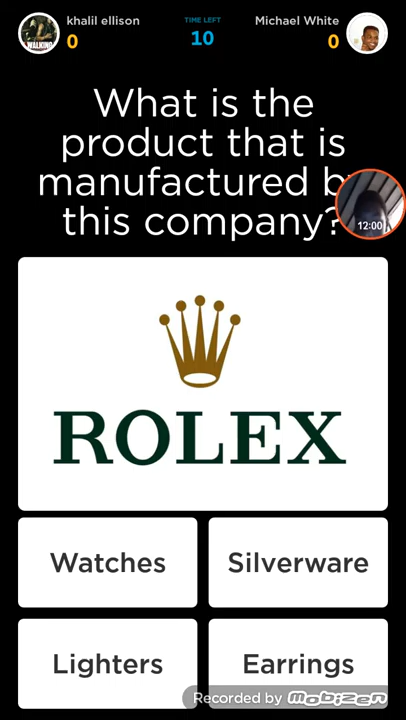 khalil ellison
0
TIME LEFT
10
Michael White
0
What is the
product that is
manufactured
this company?
12:00
ROLEX
Watches
Silverware
Lighters
Earrings
Recorded by mobizen
WALKING